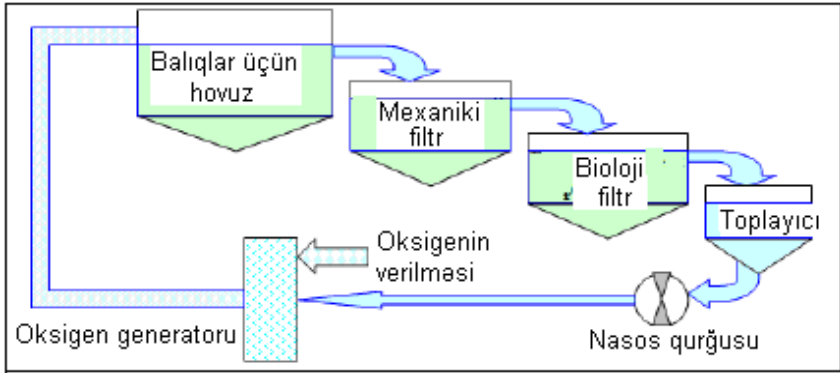 Balıqlar üçün
hovuz
Mexaniki
filtr
Bioloji
filtr
Toplayıcı
Oksigenin
verilməsi
Oksigen generatoru
Nasos qurğusu